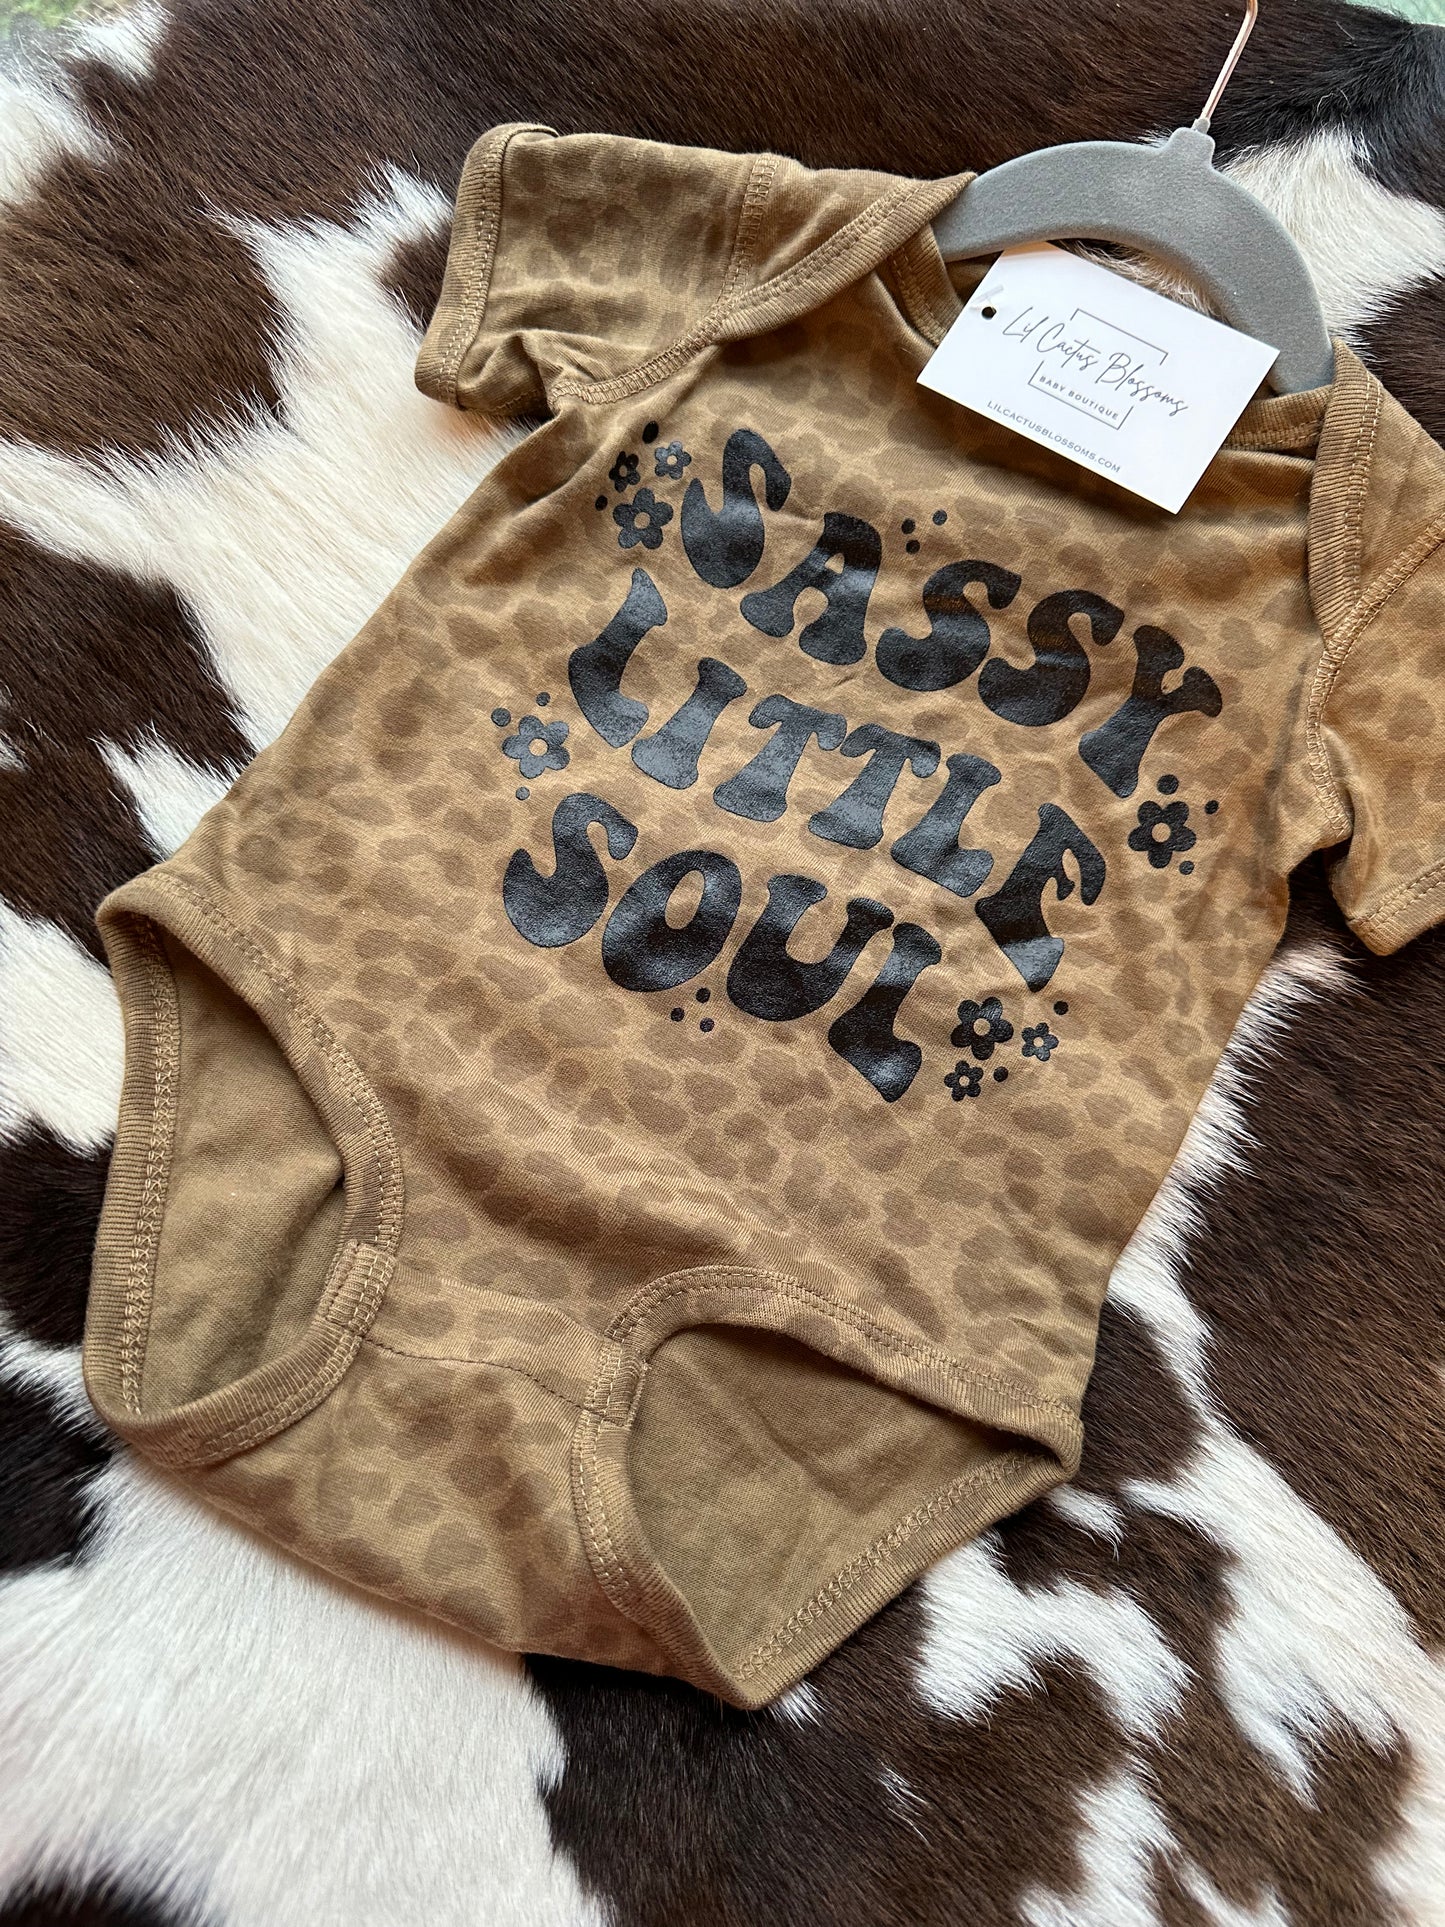 Lil Cactus Blossoms
BABY BOUTIQUE
LILCACTUSBLOSSOMS.COM
SASSY
LITTLE
SOUL